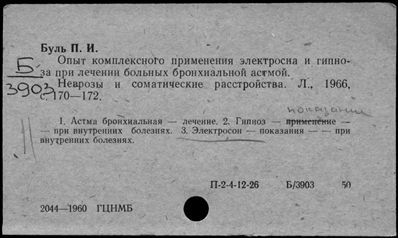 Буль П. И.
Опыт комплексного применения электросна и гипно-
Б за при лечении больных бронхиальной астмой.
3903 Неврозы и соматические расстройства. Л., 1966,
с. 170—172.
показание
1. Астма бронхиальная — лечение. 2. Гипноз — применение —
— при внутренних болезнях. 3. Электросон — показания — — при
внутренних болезнях.
П-2-4-12-26 Б/3903 50
2044—1960 ГЦНМБ